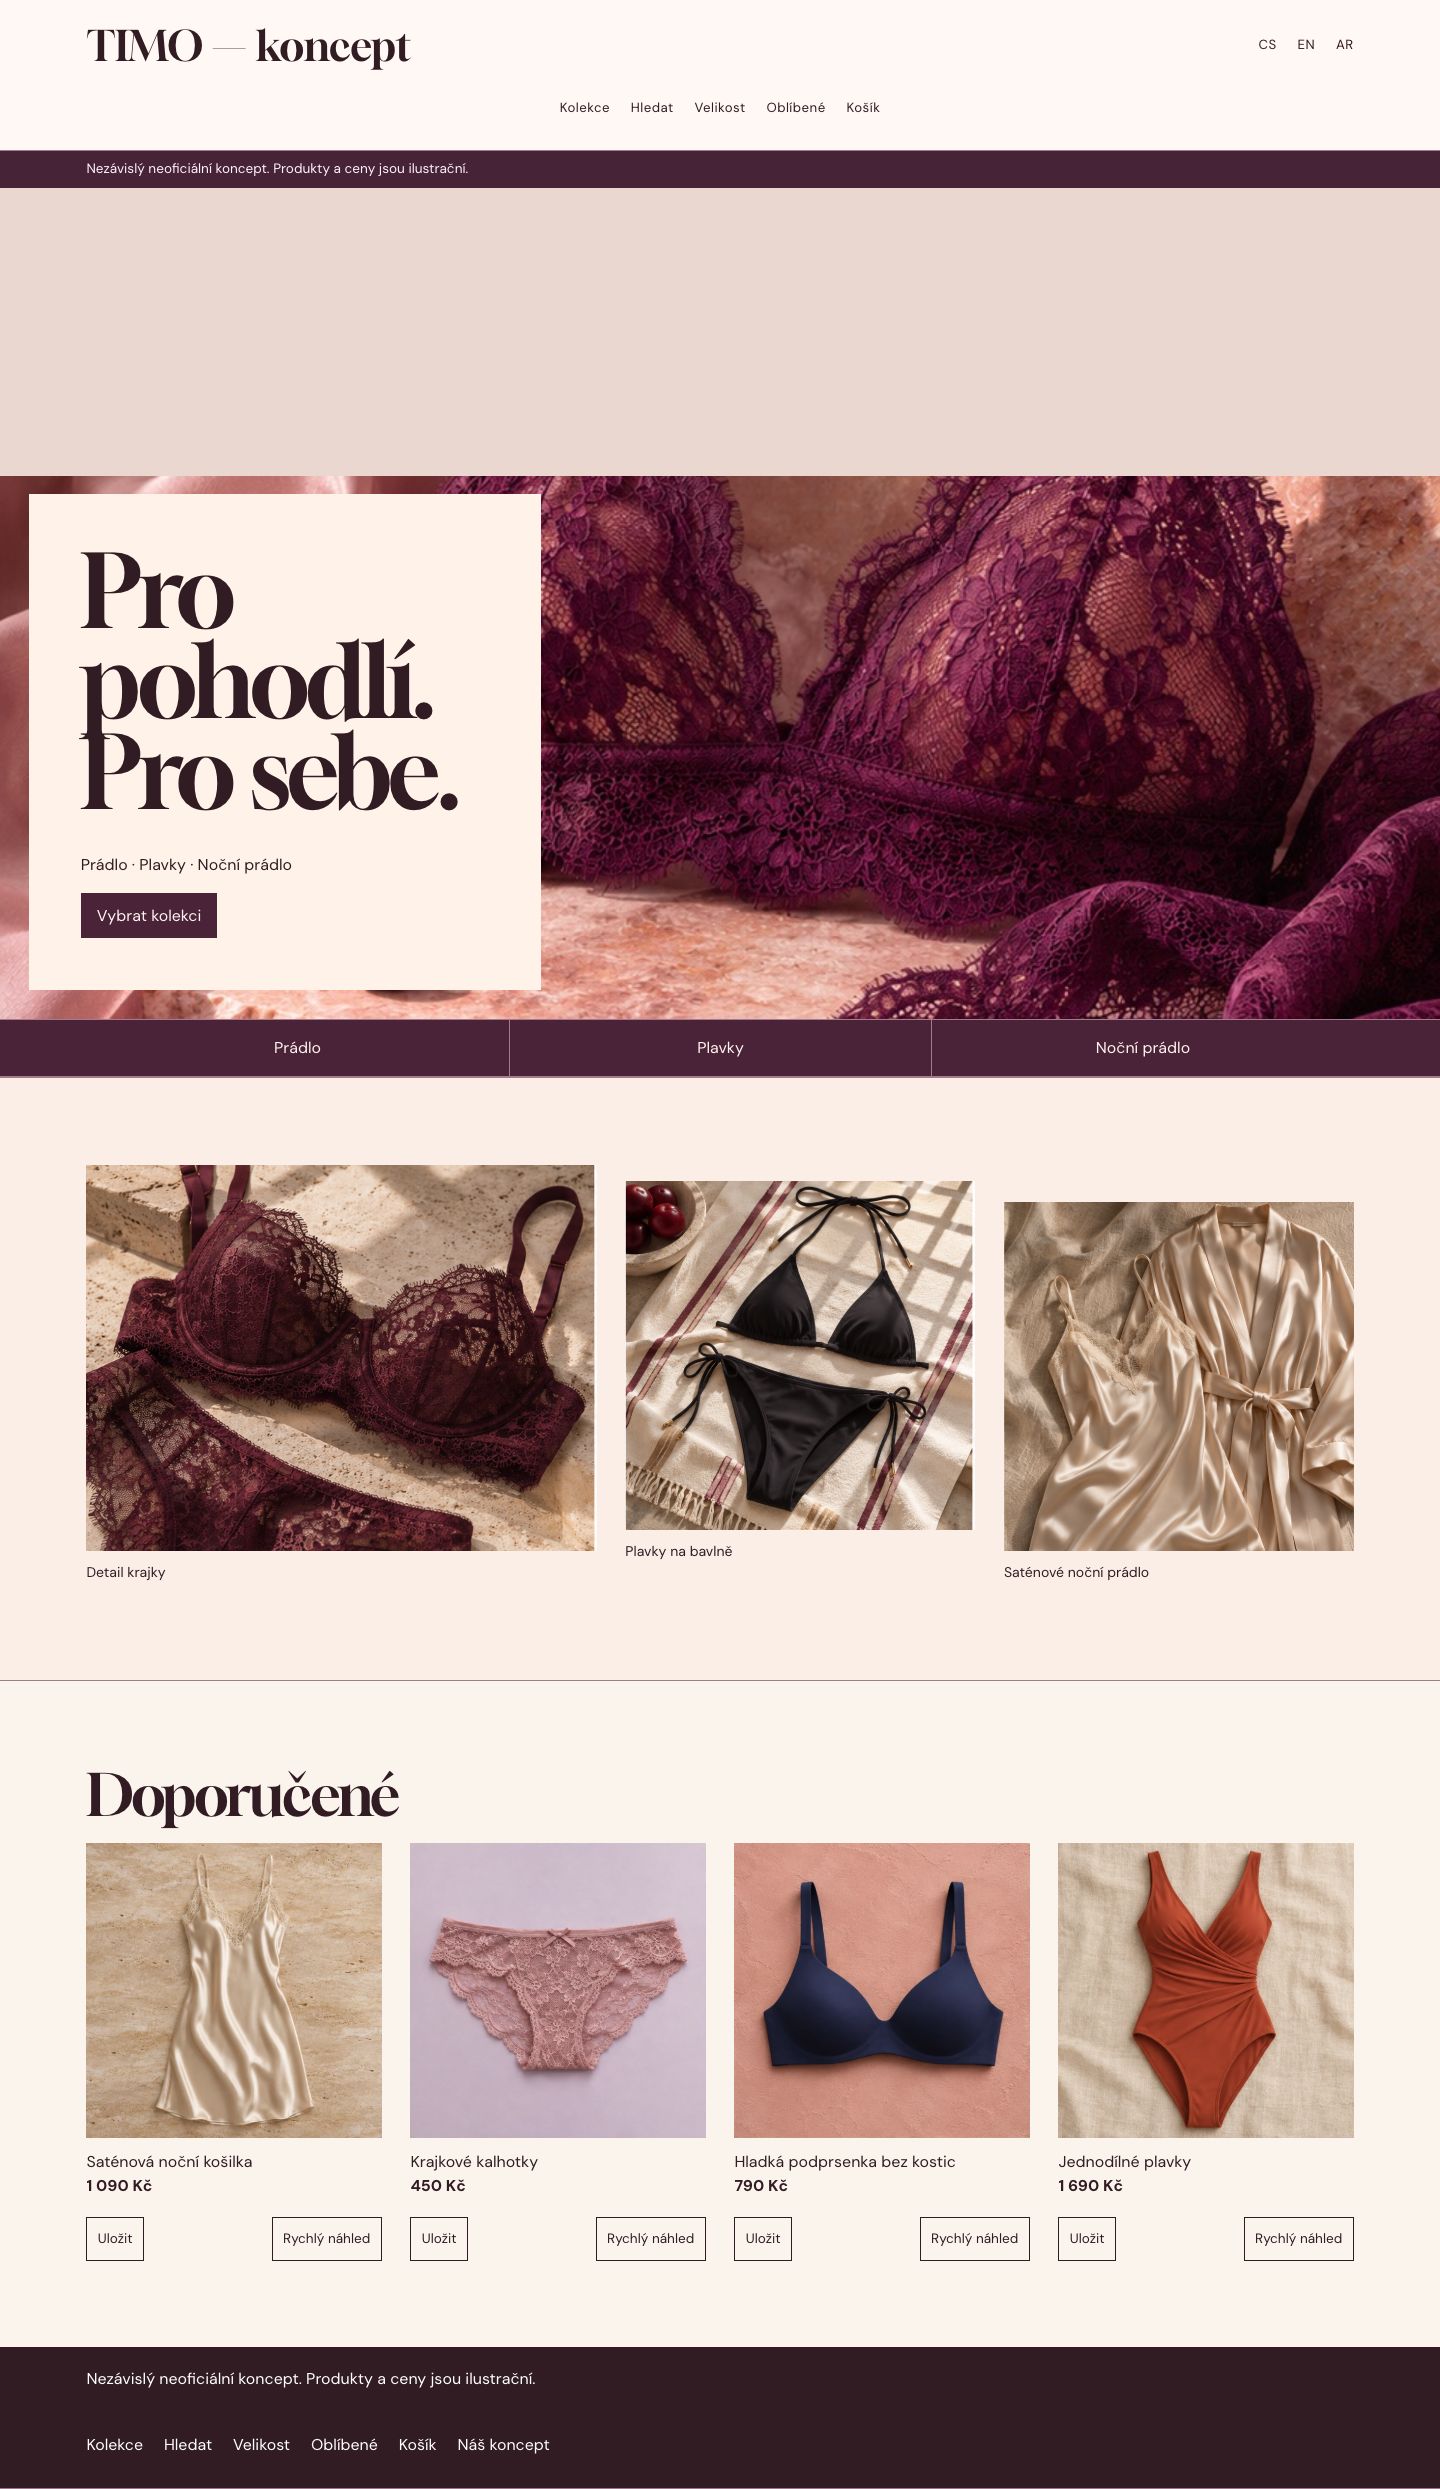 TIMO — koncept
CS EN AR
Kolekce Hledat Velikost Oblíbené Košík
Nezávislý neoficiální koncept. Produkty a ceny jsou ilustrační.
Pro
pohodlí.
Pro sebe.
Prádlo · Plavky · Noční prádlo
Vybrat kolekci
Prádlo Plavky Noční prádlo
Detail krajky
Plavky na bavlně
Saténové noční prádlo
Doporučené
Saténová noční košilka
1 090 Kč
Uložit Rychlý náhled
Krajkové kalhotky
450 Kč
Uložit Rychlý náhled
Hladká podprsenka bez kostic
790 Kč
Uložit Rychlý náhled
Jednodílné plavky
1 690 Kč
Uložit Rychlý náhled
Nezávislý neoficiální koncept. Produkty a ceny jsou ilustrační.
Kolekce Hledat Velikost Oblíbené Košík Náš koncept